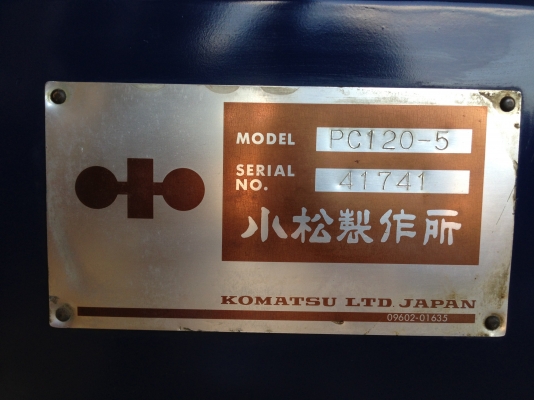 MODEL PC120-5
SERIAL NO. 41741
小松製作所
KOMATSU LTD. JAPAN
09602-01635